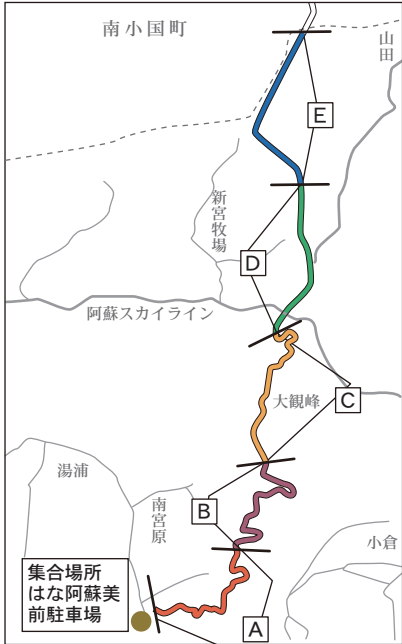 南小国町
山田
E
新宮牧場
D
阿蘇スカイライン
C
大観峰
湯浦
南宮原
B
小倉
集合場所
はな阿蘇美
前駐車場
A